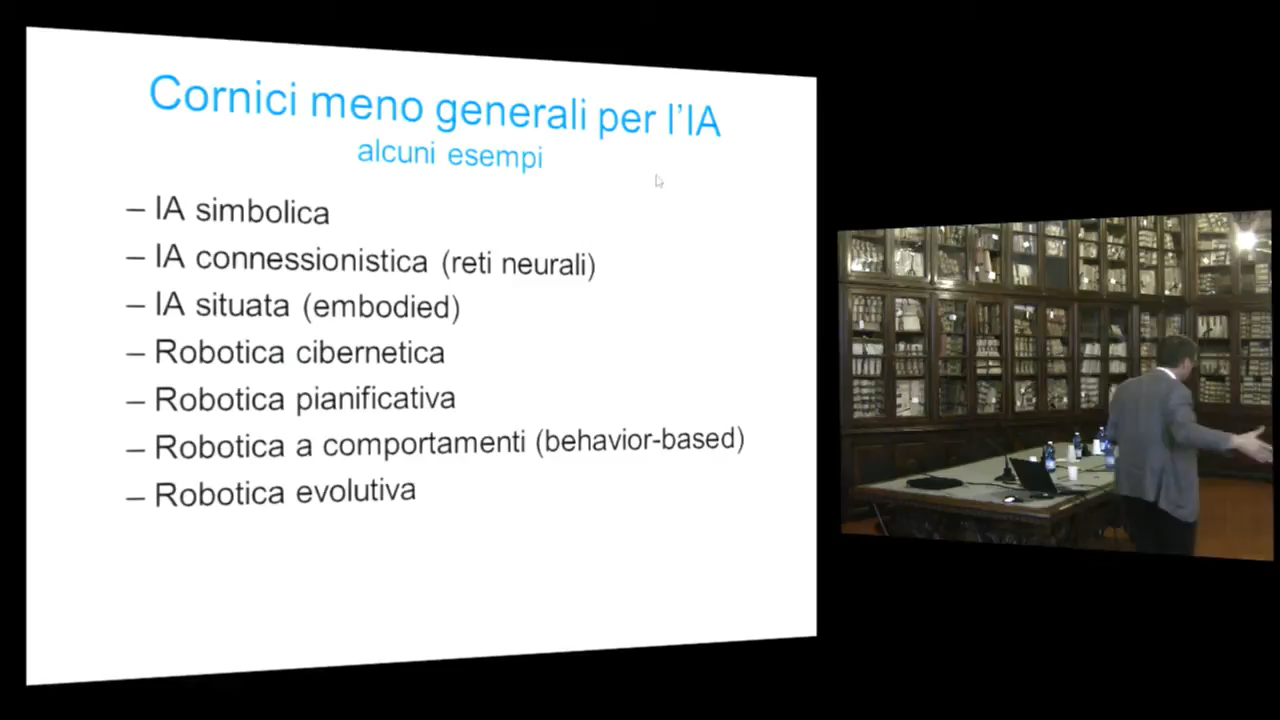 Cornici meno generali per l'IA
alcuni esempi
– IA simbolica
– IA connessionistica (reti neurali)
– IA situata (embodied)
– Robotica cibernetica
– Robotica pianificativa
– Robotica a comportamenti (behavior-based)
– Robotica evolutiva